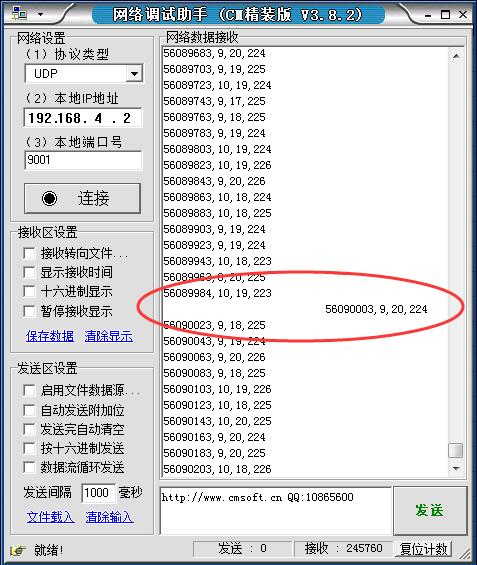 网络调试助手 (CM精装版 V3.8.2)
网络设置
(1) 协议类型
UDP
(2) 本地IP地址
192.168. 4 . 2
(3) 本地端口号
9001
连接
接收区设置
接收转向文件...
显示接收时间
十六进制显示
暂停接收显示
保存数据 清除显示
发送区设置
启用文件数据源...
自动发送附加位
发送完自动清空
按十六进制发送
数据流循环发送
发送间隔 1000 毫秒
文件载入 清除输入
网络数据接收
56089683, 9, 20, 224
56089703, 9, 19, 225
56089723, 10, 19, 224
56089743, 9, 17, 225
56089763, 9, 18, 225
56089783, 9, 19, 224
56089803, 10, 19, 224
56089823, 10, 19, 226
56089843, 9, 20, 226
56089863, 10, 18, 224
56089883, 10, 18, 225
56089903, 9, 19, 224
56089923, 9, 19, 224
56089943, 10, 18, 223
56089963, 8, 20, 225
56089984, 10, 19, 223
56090003, 9, 20, 224
56090023, 9, 18, 225
56090043, 9, 19, 224
56090063, 9, 20, 226
56090083, 9, 18, 225
56090103, 10, 19, 226
56090123, 10, 18, 225
56090143, 10, 20, 225
56090163, 9, 20, 224
56090183, 9, 20, 225
56090203, 10, 18, 226
http://www.cmsoft.cn QQ:10865600
发送
就绪!
发送 : 0
接收 : 245760
复位计数